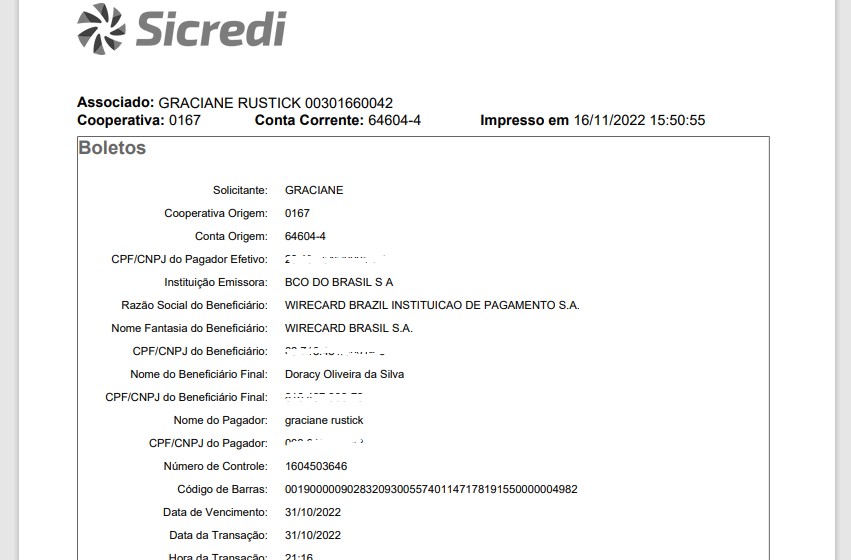 Sicredi
Associado: GRACIANE RUSTICK 00301660042
Cooperativa: 0167 Conta Corrente: 64604-4 Impresso em 16/11/2022 15:50:55
Boletos
Solicitante: GRACIANE
Cooperativa Origem: 0167
Conta Origem: 64604-4
CPF/CNPJ do Pagador Efetivo:
Instituição Emissora: BCO DO BRASIL S A
Razão Social do Beneficiário: WIRECARD BRAZIL INSTITUICAO DE PAGAMENTO S.A.
Nome Fantasia do Beneficiário: WIRECARD BRASIL S.A.
CPF/CNPJ do Beneficiário:
Nome do Beneficiário Final: Doracy Oliveira da Silva
CPF/CNPJ do Beneficiário Final:
Nome do Pagador: graciane rustick
CPF/CNPJ do Pagador:
Número de Controle: 1604503646
Código de Barras: 00190000090283209300557401147178191550000004982
Data de Vencimento: 31/10/2022
Data da Transação: 31/10/2022
Hora da Transação: 21:16